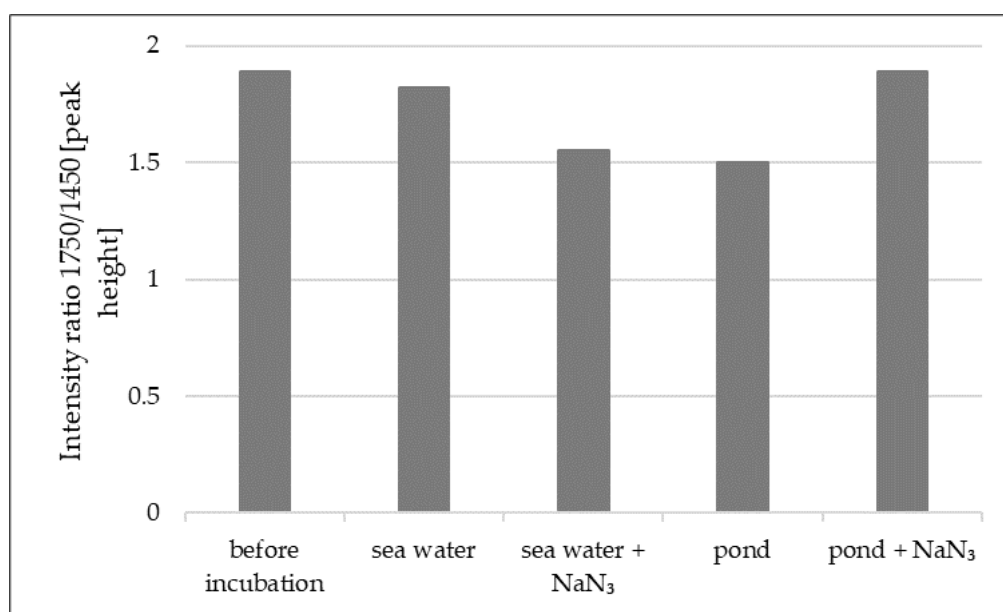 Intensity ratio 1750/1450 [peak
height]
2
1.5
1
0.5
0
before
incubation
sea water
sea water +
NaN₃
pond
pond + NaN₃